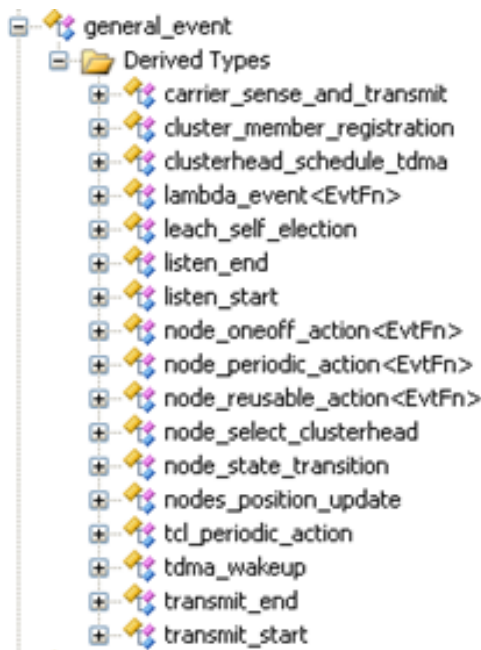 general_event
Derived Types
carrier_sense_and_transmit
cluster_member_registration
clusterhead_schedule_tdma
lambda_event<EvtFn>
leach_self_election
listen_end
listen_start
node_oneoff_action<EvtFn>
node_periodic_action<EvtFn>
node_reusable_action<EvtFn>
node_select_clusterhead
node_state_transition
nodes_position_update
tcl_periodic_action
tdma_wakeup
transmit_end
transmit_start